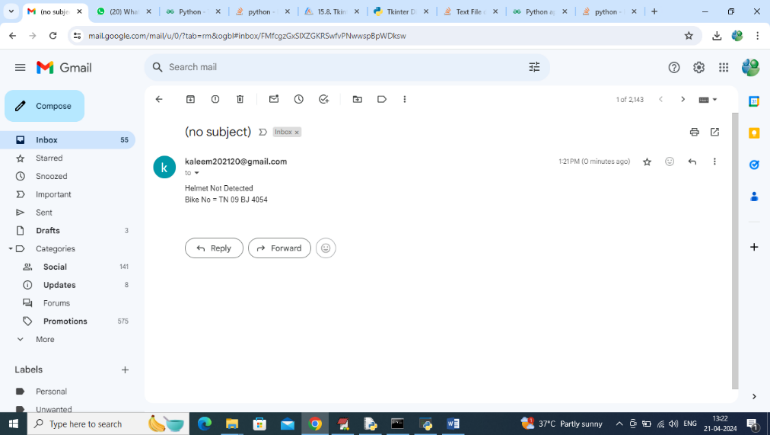 (no subje
(20) Wha
Python -
python -
15.8. Tkin
Tkinter D
Text File
Python a
python -
mail.google.com/mail/u/0/?tab=rm&ogbl#inbox/FMfcgzGxSlXZGKRSwfvPNwwspBpWDksw
Gmail
Search mail
Compose
1 of 2,143
Inbox 55
Starred
Snoozed
Important
Sent
Drafts 3
Categories
Social 141
Updates 8
Forums
Promotions 575
More
Labels
Personal
Unwanted
(no subject)
Inbox x
k
kaleem202120@gmail.com
1:21 PM (0 minutes ago)
to
Helmet Not Detected
Bike No = TN 09 BJ 4054
Reply
Forward
Type here to search
37°C Partly sunny
ENG
13:22
21-04-2024